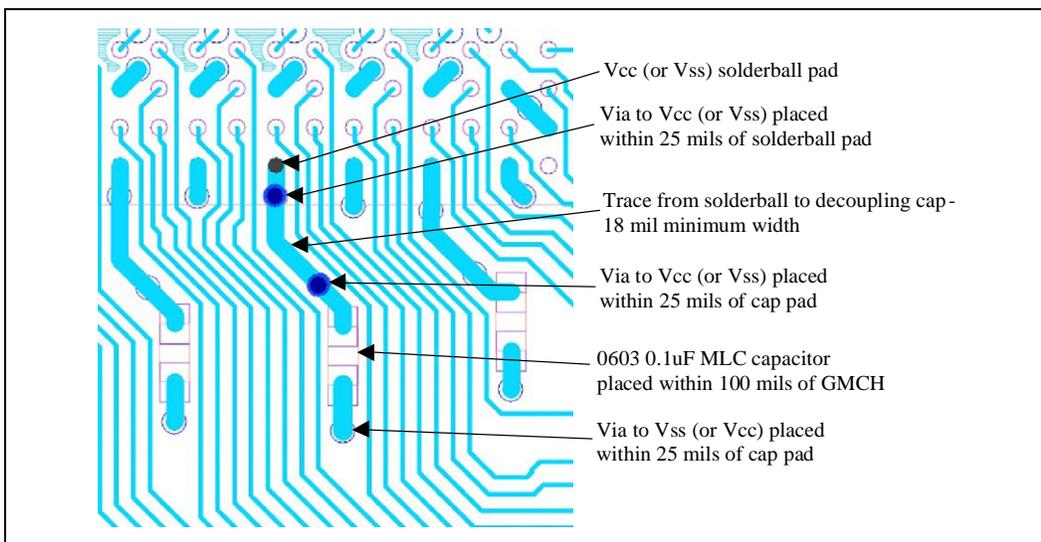 Vcc (or Vss) solderball pad
Via to Vcc (or Vss) placed
within 25 mils of solderball pad
Trace from solderball to decoupling cap-
18 mil minimum width
Via to Vcc (or Vss) placed
within 25 mils of cap pad
0603 0.1uF MLC capacitor
placed within 100 mils of GMCH
Via to Vss (or Vcc) placed
within 25 mils of cap pad